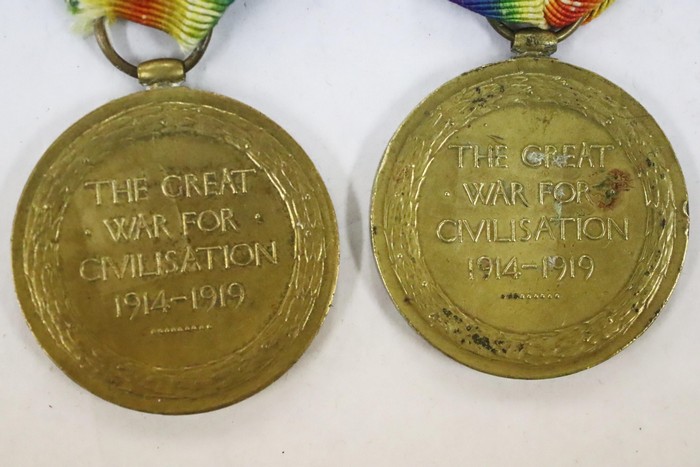 THE GREAT
· WAR FOR ·
CIVILISATION
1914-1919
THE GREAT
· WAR FOR
CIVILISATION
1914-1919